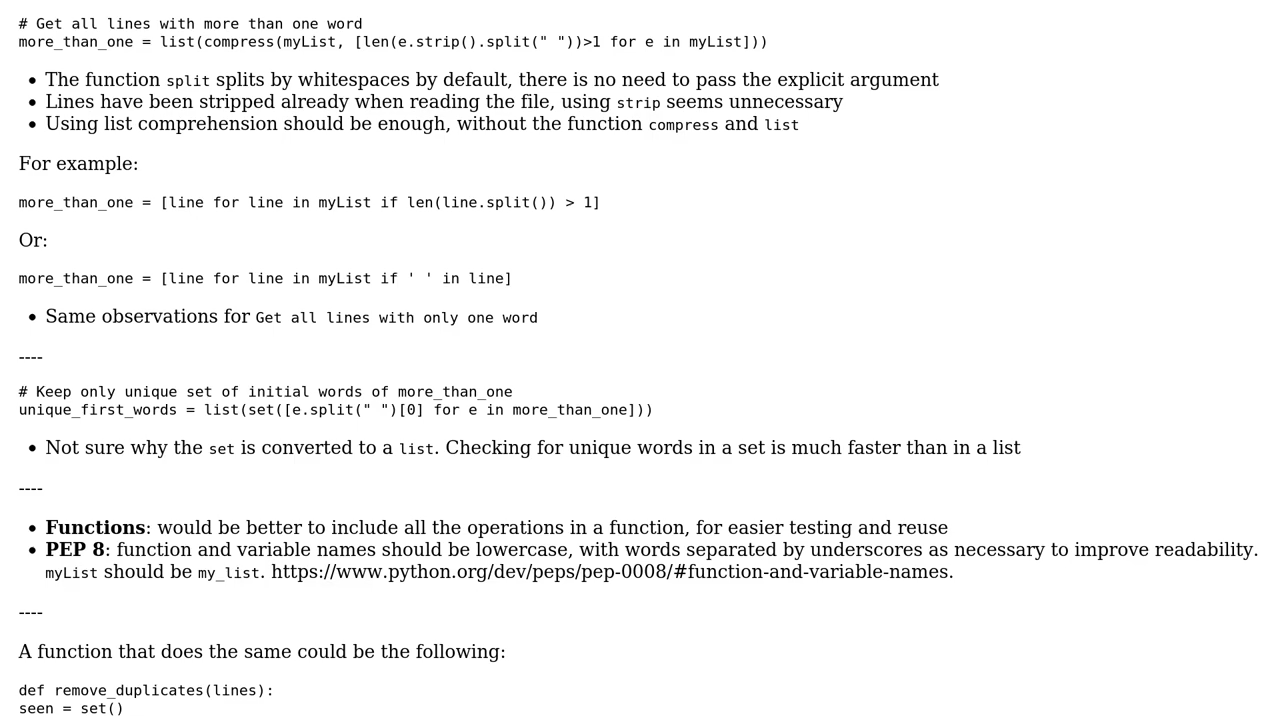 # Get all lines with more than one word
more_than_one = list(compress(myList, [len(e.strip().split(" "))>1 for e in myList]))
• The function split splits by whitespaces by default, there is no need to pass the explicit argument
• Lines have been stripped already when reading the file, using strip seems unnecessary
• Using list comprehension should be enough, without the function compress and list
For example:
more_than_one = [line for line in myList if len(line.split()) > 1]
Or:
more_than_one = [line for line in myList if ' ' in line]
• Same observations for Get all lines with only one word
----
# Keep only unique set of initial words of more_than_one
unique_first_words = list(set([e.split(" ")[0] for e in more_than_one]))
• Not sure why the set is converted to a list. Checking for unique words in a set is much faster than in a list
----
• Functions: would be better to include all the operations in a function, for easier testing and reuse
• PEP 8: function and variable names should be lowercase, with words separated by underscores as necessary to improve readability.
myList should be my_list. https://www.python.org/dev/peps/pep-0008/#function-and-variable-names.
----
A function that does the same could be the following:
def remove_duplicates(lines):
seen = set()